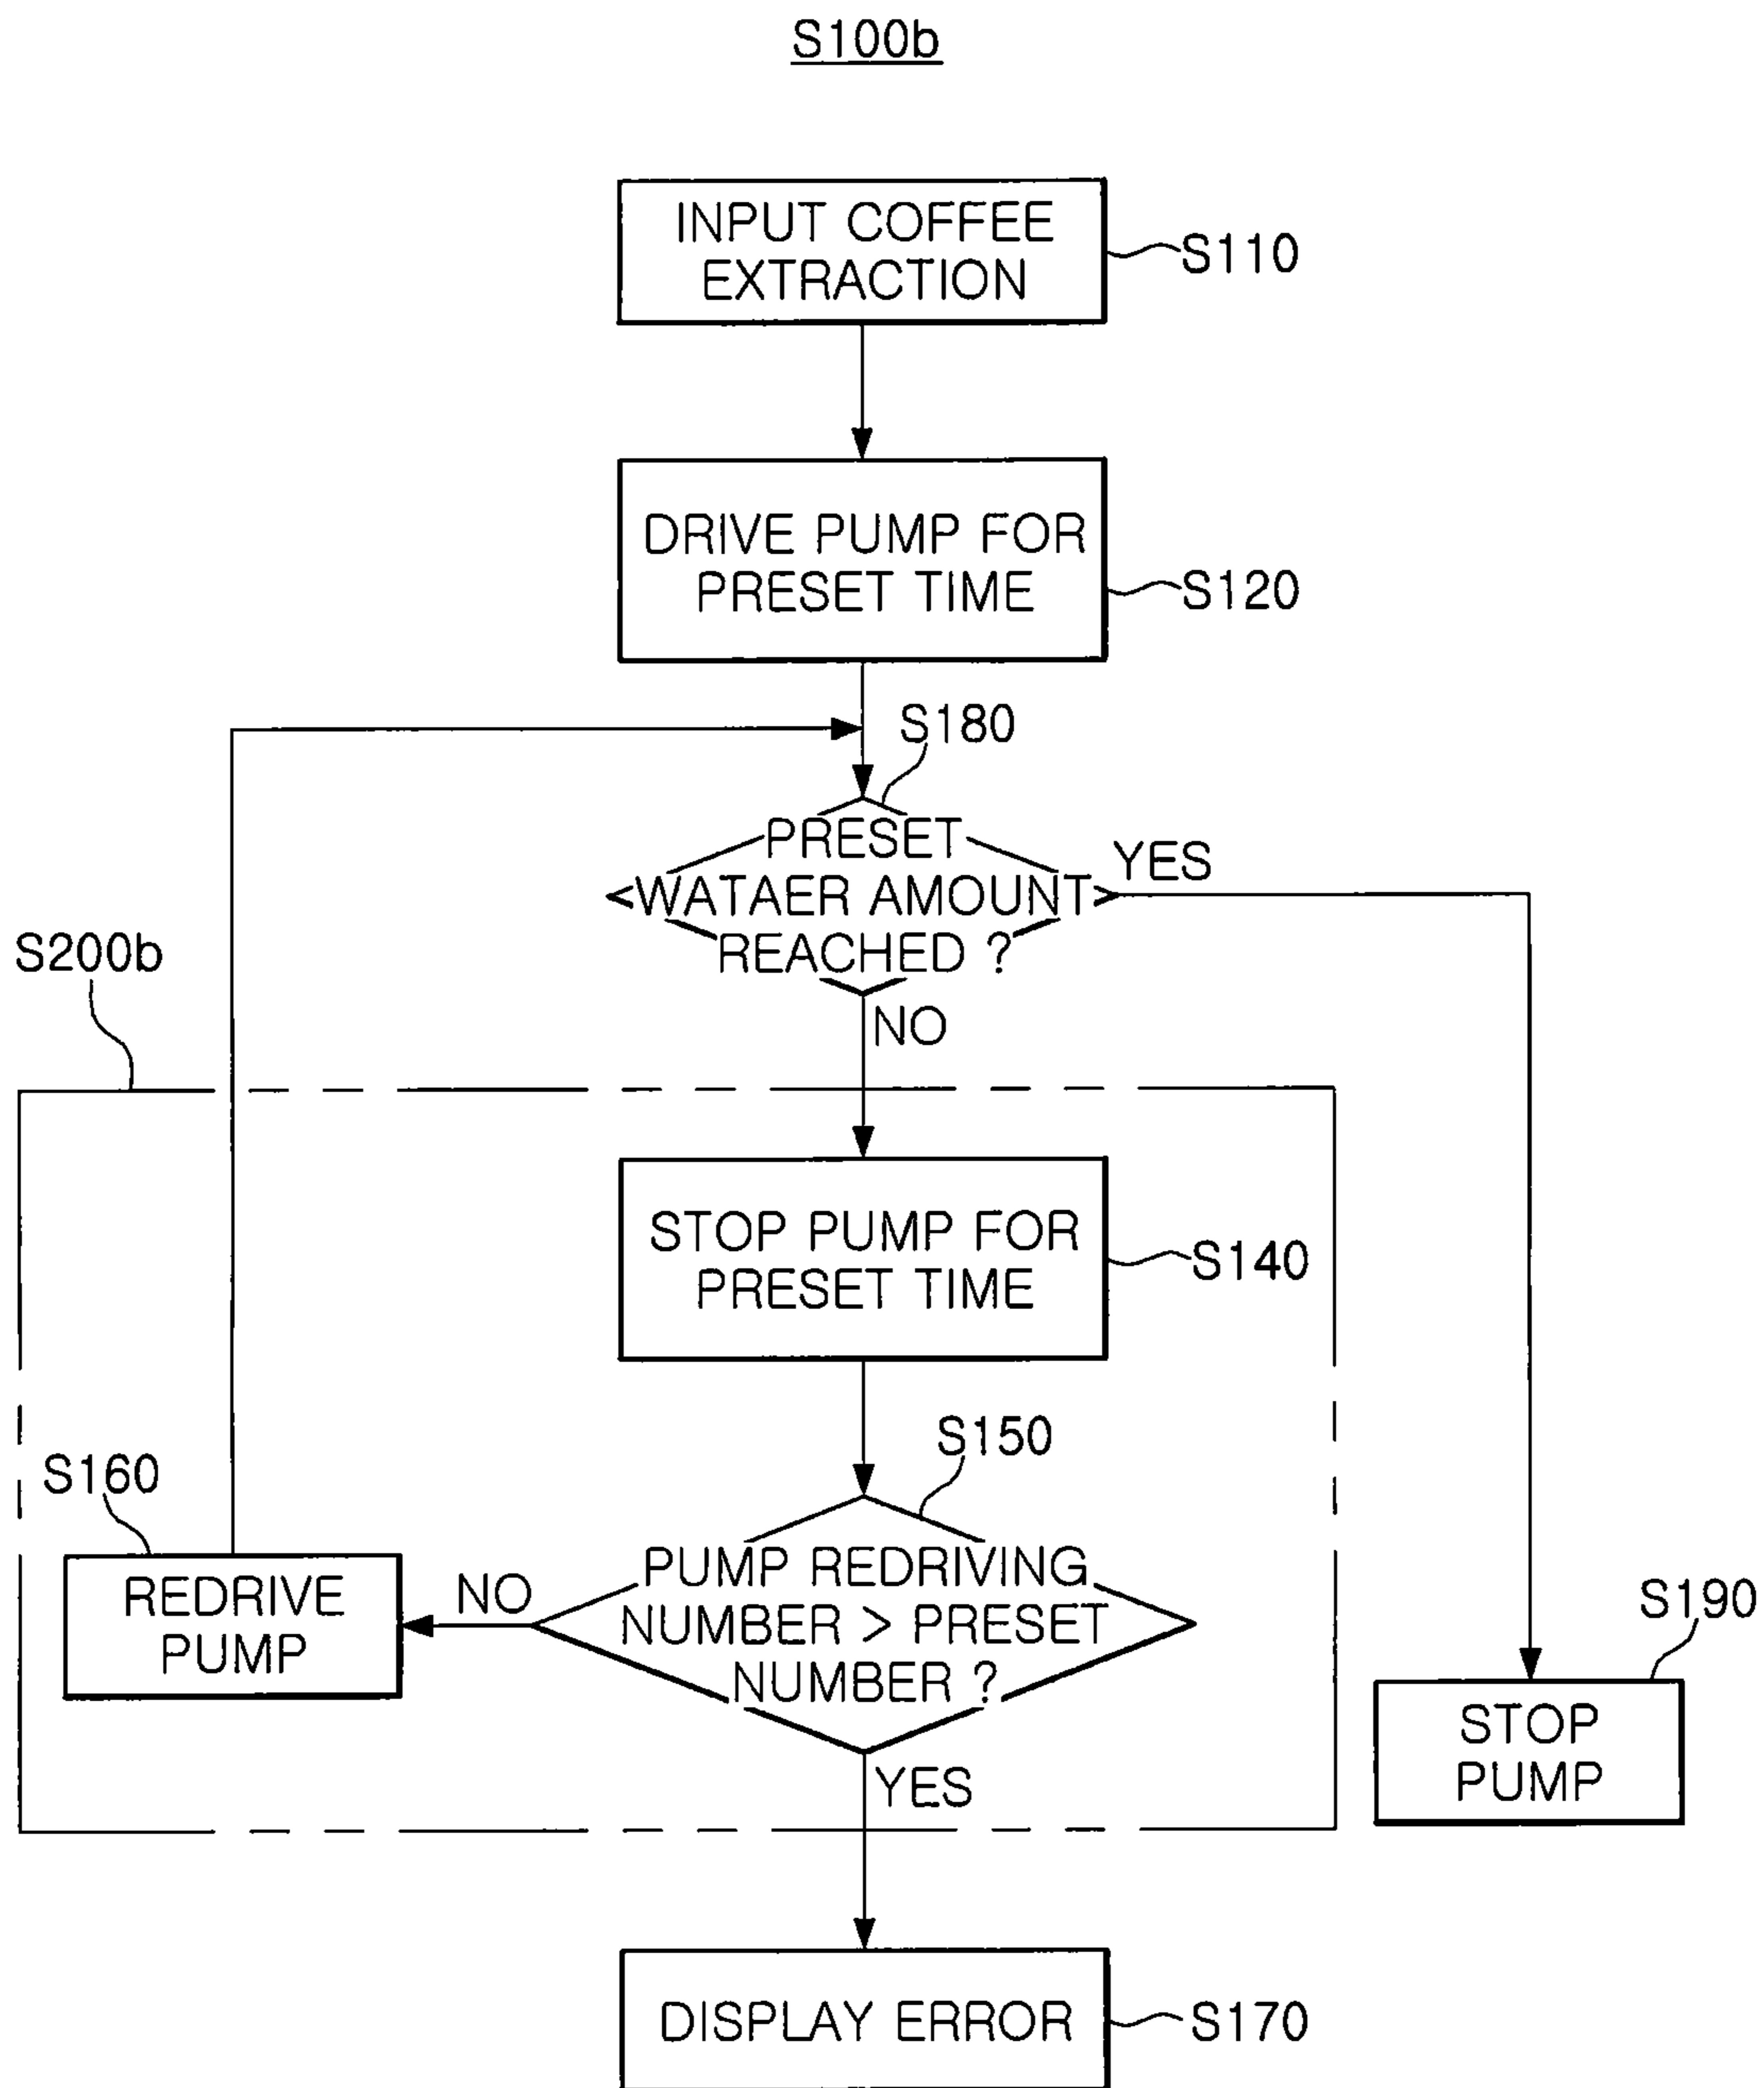 S100b
INPUT COFFEE
EXTRACTION
S110
DRIVE PUMP FOR
PRESET TIME
S120
S180
PRESET
<WATAER AMOUNT>
REACHED ?
YES
NO
S200b
STOP PUMP FOR
PRESET TIME
S140
S150
PUMP REDRIVING
NUMBER > PRESET
NUMBER ?
NO
S160
REDRIVE
PUMP
YES
S190
STOP
PUMP
DISPLAY ERROR
S170